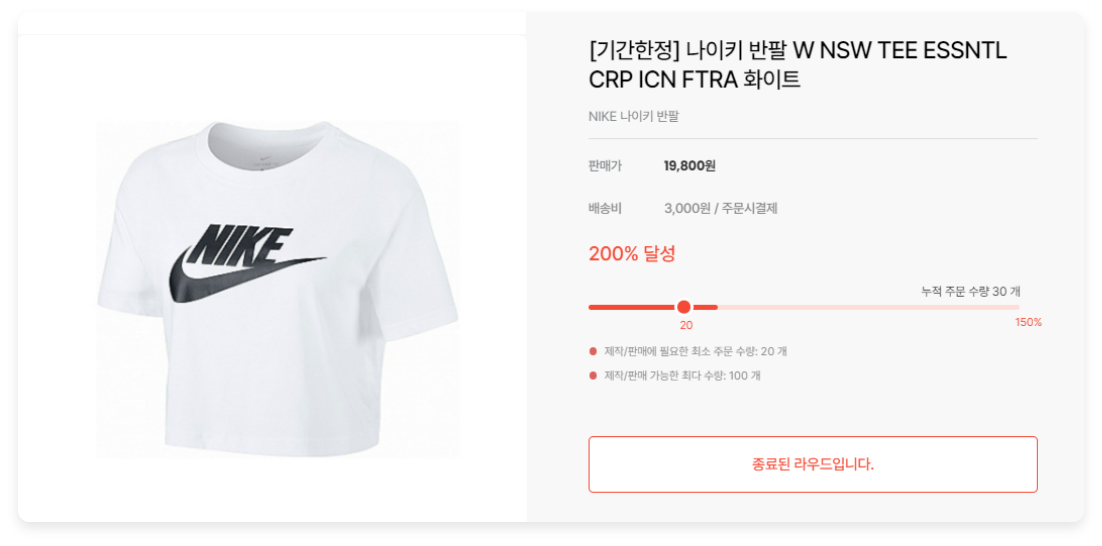 [기간한정] 나이키 반팔 W NSW TEE ESSNTL
CRP ICN FTRA 화이트
NIKE 나이키 반팔
판매가 19,800원
배송비 3,000원 / 주문시결제
200% 달성
누적 주문 수량 30 개
20
150%
제작/판매에 필요한 최소 주문 수량: 20 개
제작/판매 가능한 최다 수량: 100 개
종료된 라우드입니다.
NIKE